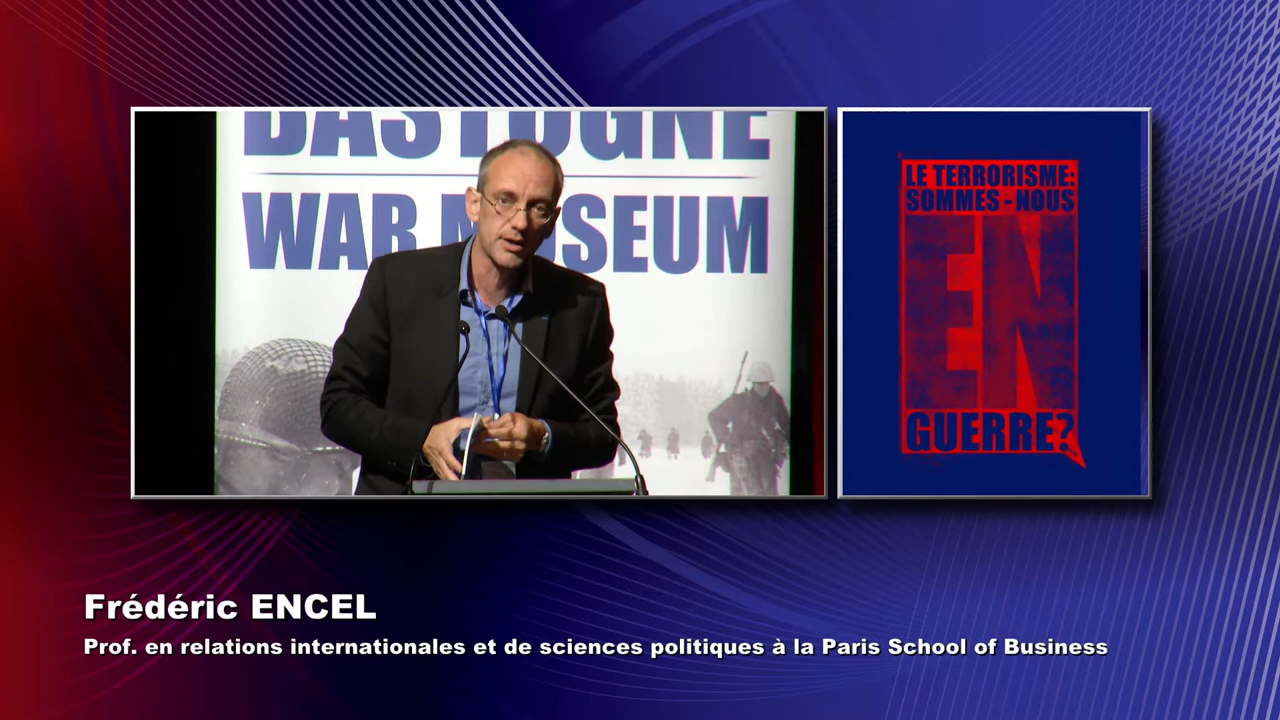 BASTOGNE
WAR MUSEUM
LE TERRORISME:
SOMMES-NOUS
EN
GUERRE?
Frédéric ENCEL
Prof. en relations internationales et de sciences politiques à la Paris School of Business